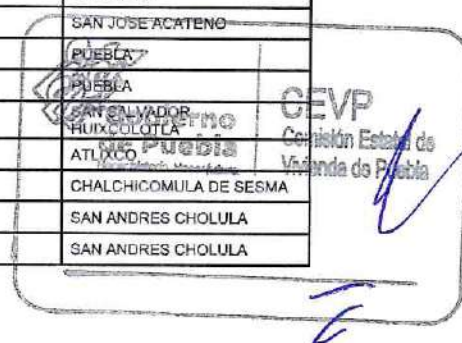 SAN JOSE ACATENO
PUEBLA
PUEBLA
SAN SALVADOR
HUIXCOLOTLA
ATLIXCO
CHALCHICOMULA DE SESMA
SAN ANDRES CHOLULA
SAN ANDRES CHOLULA
Gobierno
de Puebla
CEVP
Comisión Estatal de
Vivienda de Puebla